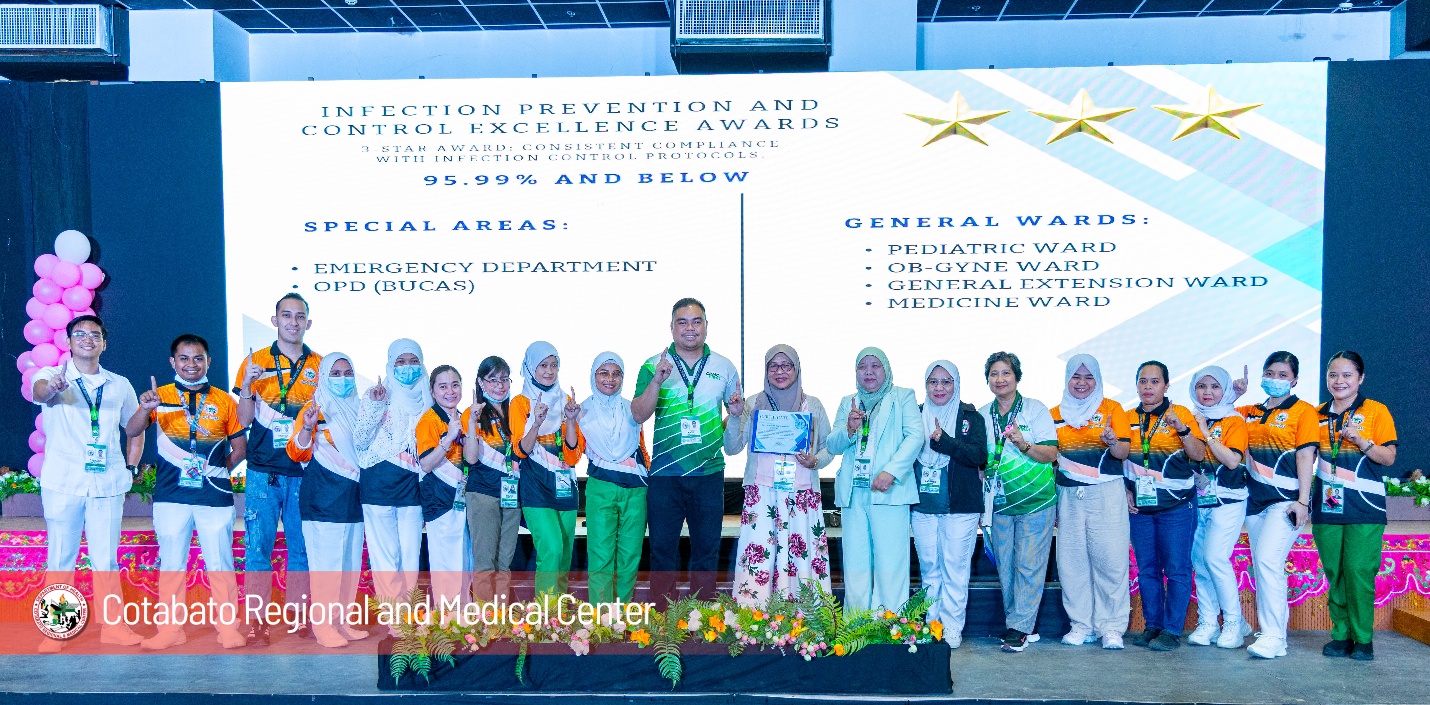 INFECTION PREVENTION AND
CONTROL EXCELLENCE AWARDS
3-STAR AWARD: CONSISTENT COMPLIANCE
WITH INFECTION CONTROL PROTOCOLS.
95.99% AND BELOW
SPECIAL AREAS:
• EMERGENCY DEPARTMENT
• OPD (BUCAS)
GENERAL WARDS:
• PEDIATRIC WARD
• OB-GYNE WARD
• GENERAL EXTENSION WARD
• MEDICINE WARD
Cotabato Regional and Medical Center